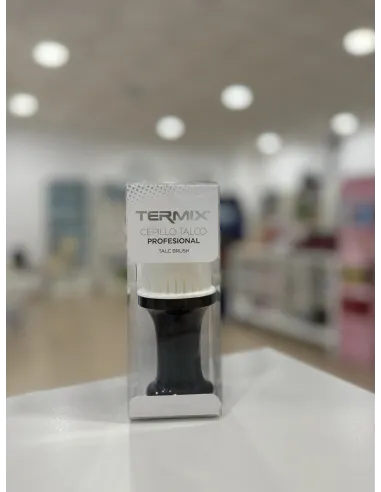 TERMIX
CEPILLO TALCO
PROFESIONAL
TALC BRUSH